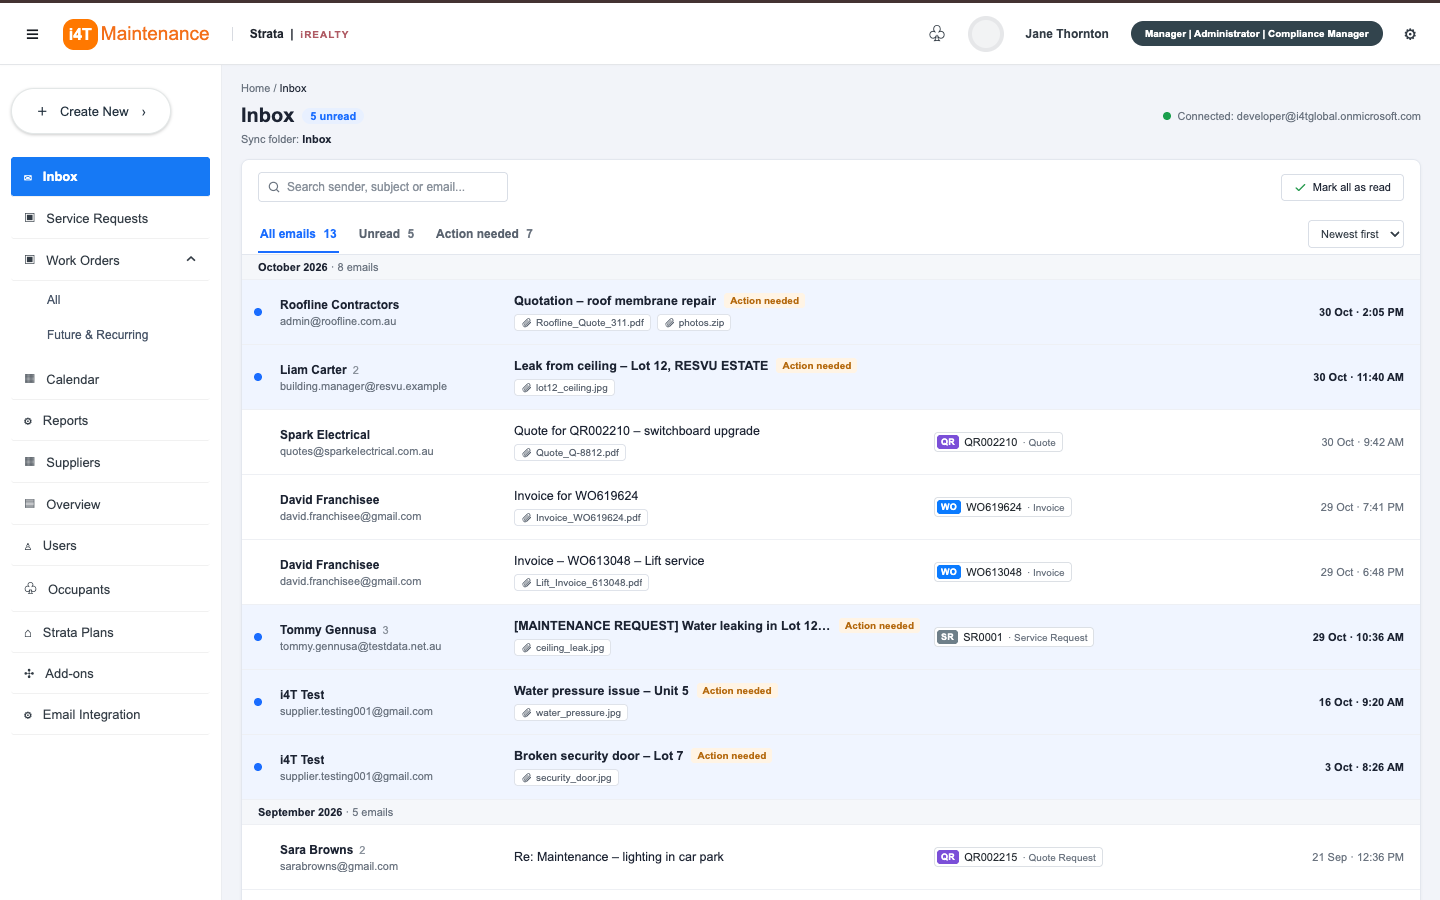 i4T Maintenance
Strata | iREALTY
Jane Thornton
Manager | Administrator | Compliance Manager
Create New
Inbox
Service Requests
Work Orders
All
Future & Recurring
Calendar
Reports
Suppliers
Overview
Users
Occupants
Strata Plans
Add-ons
Email Integration
Home / Inbox
Inbox 5 unread
Connected: developer@i4tglobal.onmicrosoft.com
Sync folder: Inbox
Search sender, subject or email...
Mark all as read
All emails 13 Unread 5 Action needed 7
Newest first
October 2026 · 8 emails
Roofline Contractors
admin@roofline.com.au
Quotation – roof membrane repair Action needed
Roofline_Quote_311.pdf photos.zip
30 Oct · 2:05 PM
Liam Carter 2
building.manager@resvu.example
Leak from ceiling – Lot 12, RESVU ESTATE Action needed
lot12_ceiling.jpg
30 Oct · 11:40 AM
Spark Electrical
quotes@sparkelectrical.com.au
Quote for QR002210 – switchboard upgrade
Quote_Q-8812.pdf
QR QR002210 · Quote
30 Oct · 9:42 AM
David Franchisee
david.franchisee@gmail.com
Invoice for WO619624
Invoice_WO619624.pdf
WO WO619624 · Invoice
29 Oct · 7:41 PM
David Franchisee
david.franchisee@gmail.com
Invoice – WO613048 – Lift service
Lift_Invoice_613048.pdf
WO WO613048 · Invoice
29 Oct · 6:48 PM
Tommy Gennusa 3
tommy.gennusa@testdata.net.au
[MAINTENANCE REQUEST] Water leaking in Lot 12... Action needed
ceiling_leak.jpg
SR SR0001 · Service Request
29 Oct · 10:36 AM
i4T Test
supplier.testing001@gmail.com
Water pressure issue – Unit 5 Action needed
water_pressure.jpg
16 Oct · 9:20 AM
i4T Test
supplier.testing001@gmail.com
Broken security door – Lot 7 Action needed
security_door.jpg
3 Oct · 8:26 AM
September 2026 · 5 emails
Sara Browns 2
sarabrowns@gmail.com
Re: Maintenance – lighting in car park
QR QR002215 · Quote Request
21 Sep · 12:36 PM